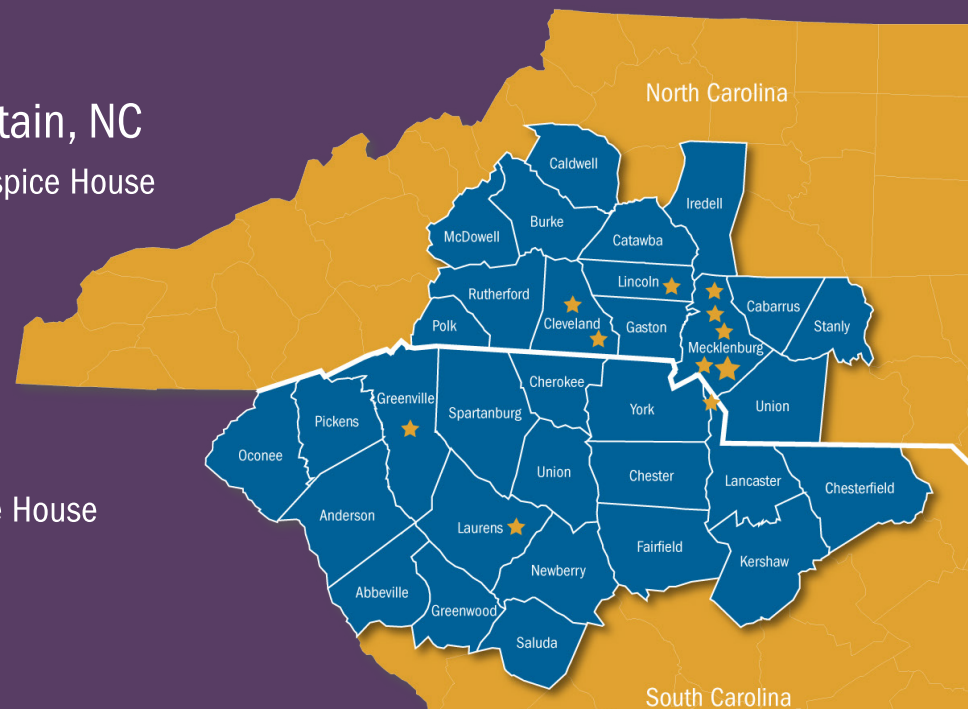 North Carolina
tain, NC
spice House
Caldwell
Iredell
Burke
McDowell
Catawba
Lincoln
Rutherford
Cabarrus
Polk
Cleveland
Gaston
Stanly
Mecklenburg
Cherokee
Greenville
Spartanburg
York
Union
Pickens
Oconee
Union
Chester
Lancaster
Chesterfield
e House
Anderson
Laurens
Fairfield
Kershaw
Newberry
Abbeville
Greenwood
Saluda
South Carolina